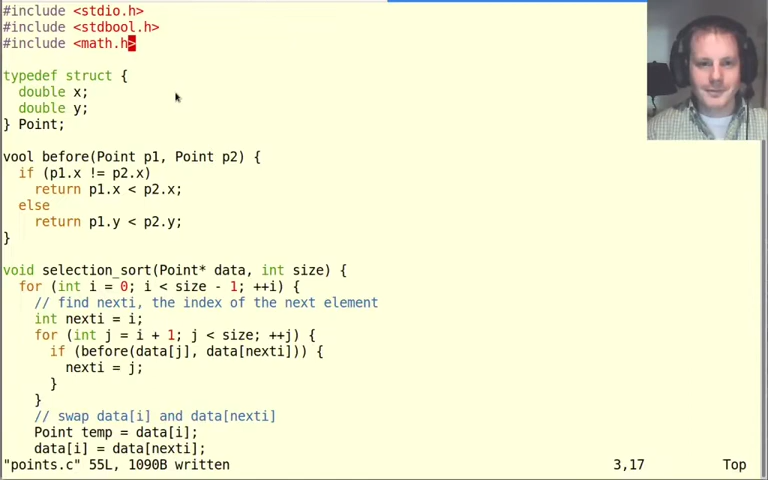 #include <stdio.h>
#include <stdbool.h>
#include <math.h>
typedef struct {
double x;
double y;
} Point;
vool before(Point p1, Point p2) {
if (p1.x != p2.x)
return p1.x < p2.x;
else
return p1.y < p2.y;
}
void selection_sort(Point* data, int size) {
for (int i = 0; i < size - 1; ++i) {
// find nexti, the index of the next element
int nexti = i;
for (int j = i + 1; j < size; ++j) {
if (before(data[j], data[nexti])) {
nexti = j;
}
}
// swap data[i] and data[nexti]
Point temp = data[i];
data[i] = data[nexti];
"points.c" 55L, 1090B written 3,17 Top